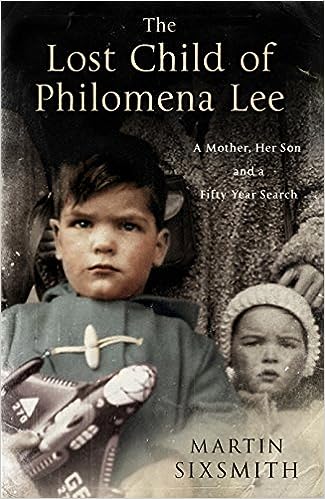 The
Lost Child of
Philomena Lee
A Mother, Her Son
and a
Fifty Year Search
MARTIN
SIXSMITH